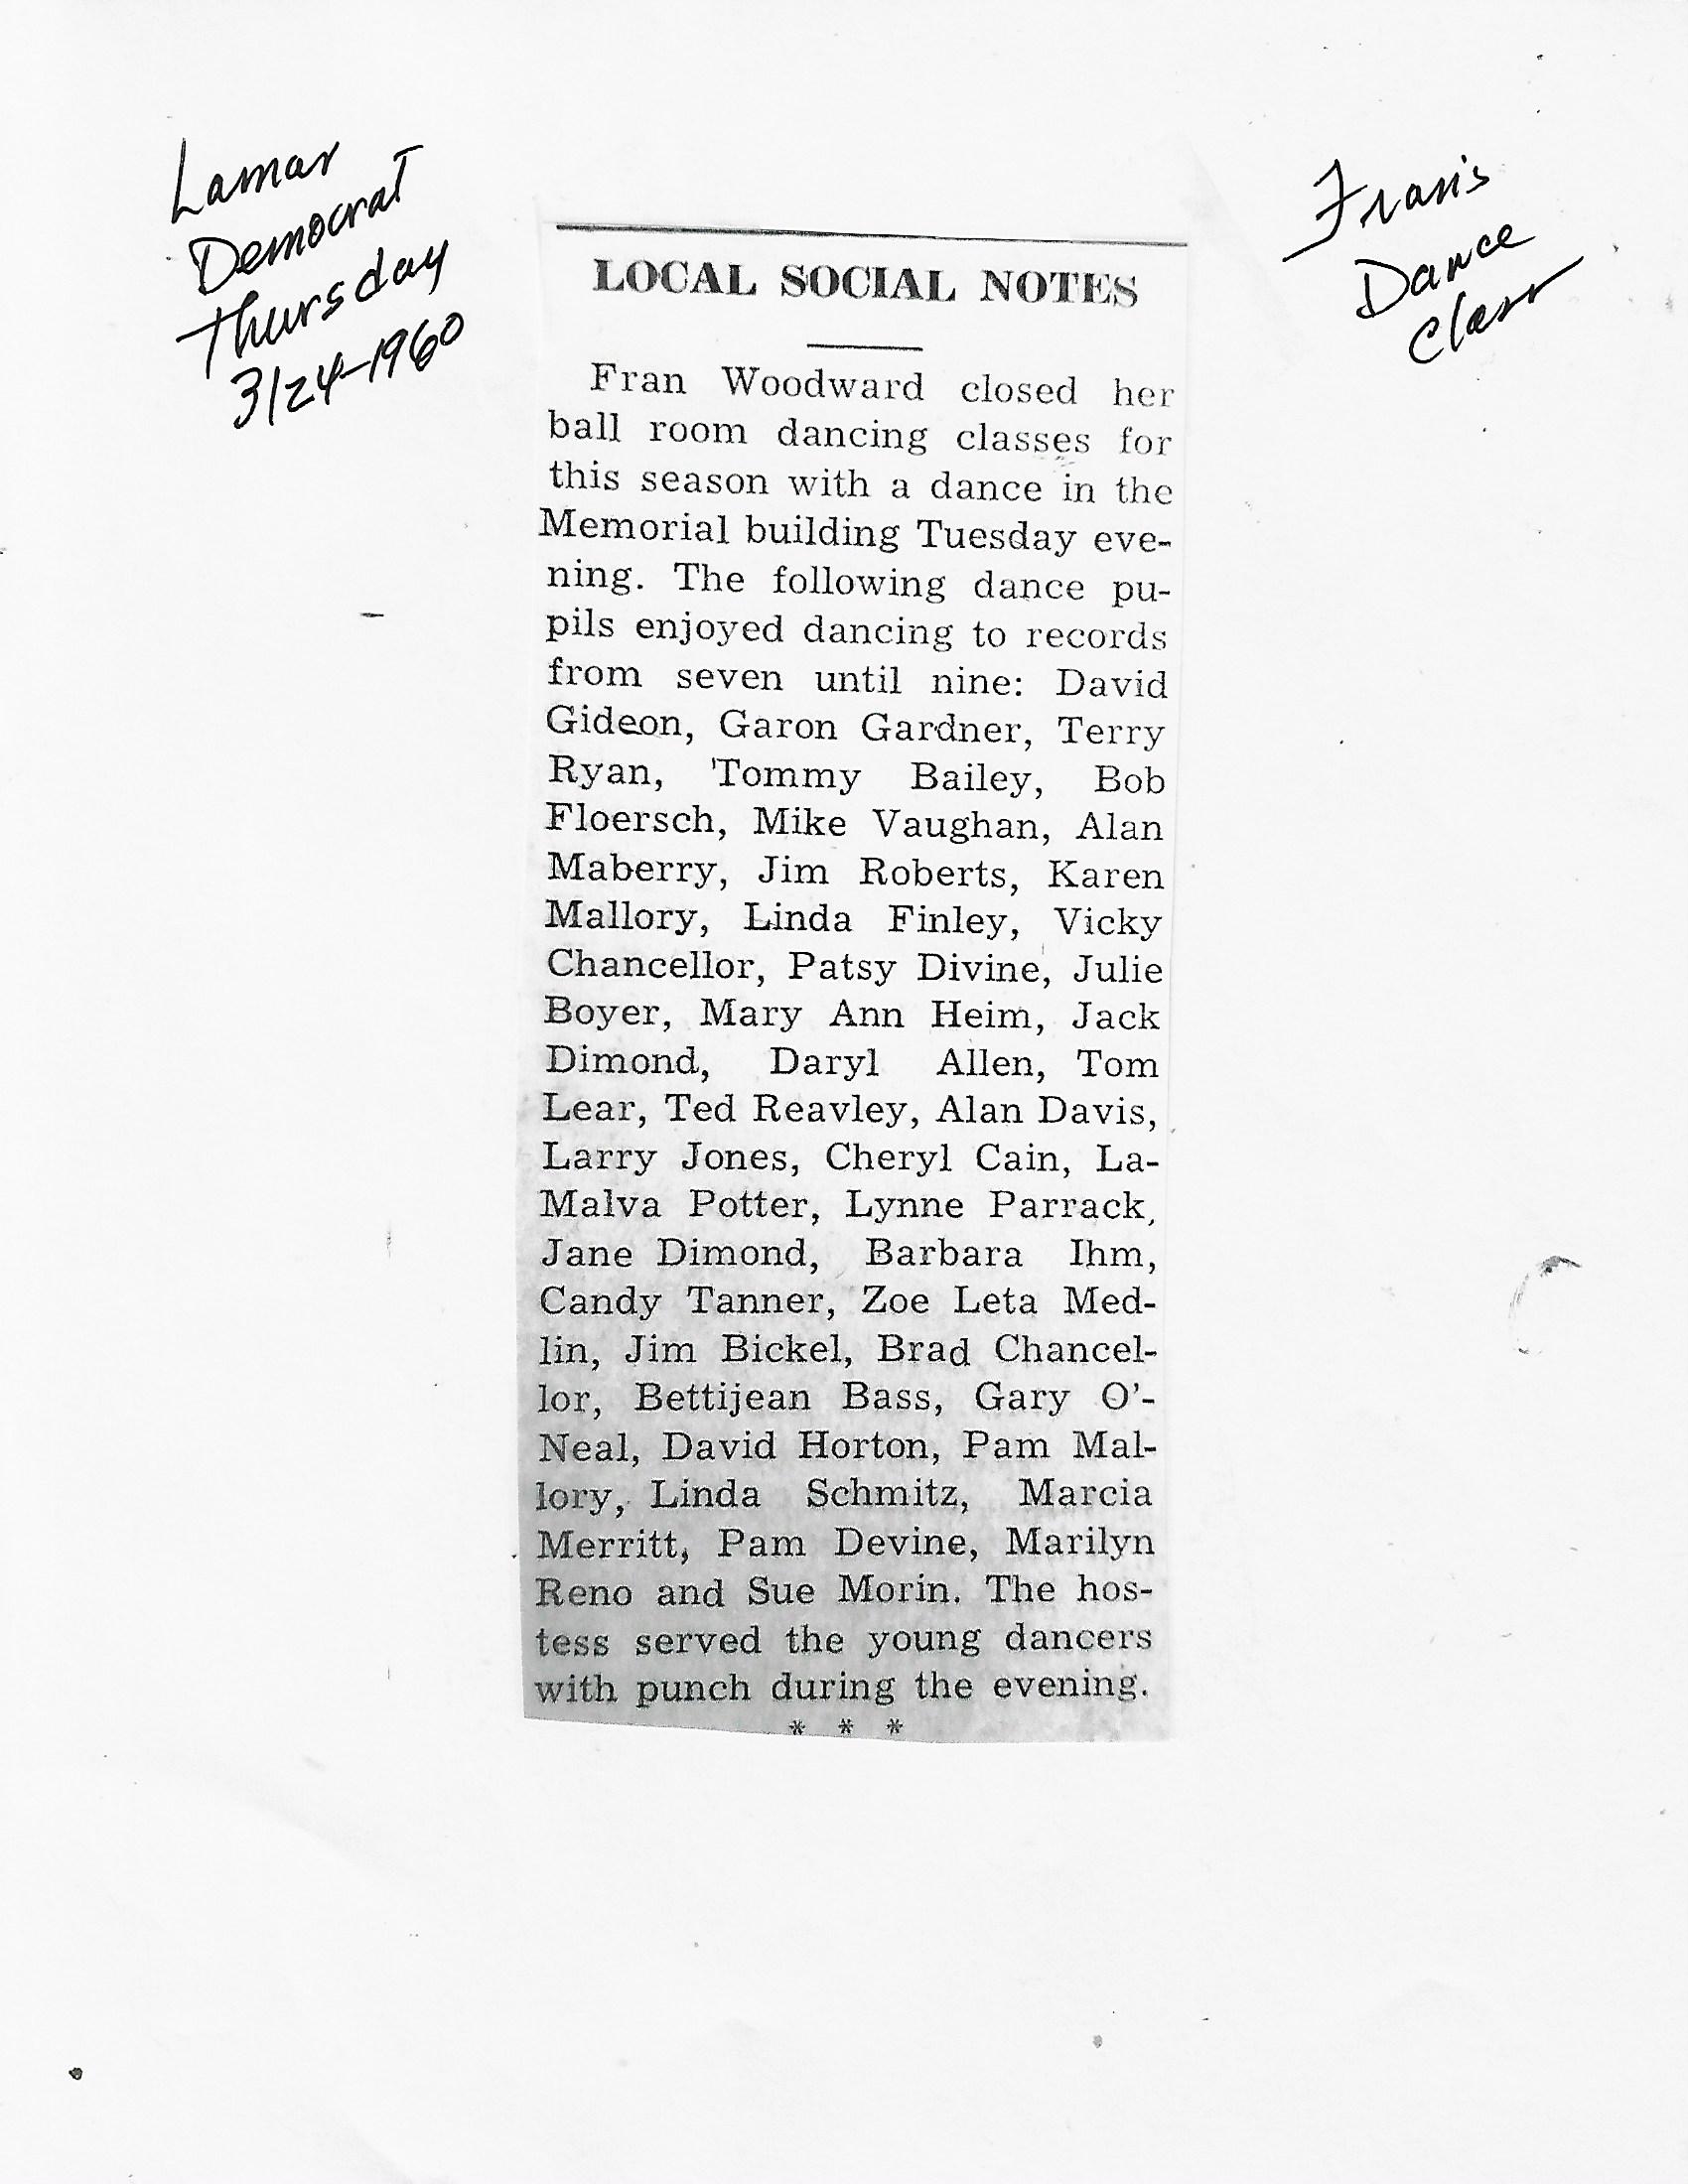 Lamar
Democrat
Thursday
3/24-1960
Fran's
Dance
Class
LOCAL SOCIAL NOTES
Fran Woodward closed her
ball room dancing classes for
this season with a dance in the
Memorial building Tuesday eve-
ning. The following dance pu-
pils enjoyed dancing to records
from seven until nine: David
Gideon, Garon Gardner, Terry
Ryan, Tommy Bailey, Bob
Floersch, Mike Vaughan, Alan
Maberry, Jim Roberts, Karen
Mallory, Linda Finley, Vicky
Chancellor, Patsy Divine, Julie
Boyer, Mary Ann Heim, Jack
Dimond, Daryl Allen, Tom
Lear, Ted Reavley, Alan Davis,
Larry Jones, Cheryl Cain, La-
Malva Potter, Lynne Parrack,
Jane Dimond, Barbara Ihm,
Candy Tanner, Zoe Leta Med-
lin, Jim Bickel, Brad Chancel-
lor, Bettijean Bass, Gary O'-
Neal, David Horton, Pam Mal-
lory, Linda Schmitz, Marcia
Merritt, Pam Devine, Marilyn
Reno and Sue Morin. The hos-
tess served the young dancers
with punch during the evening.
* * *